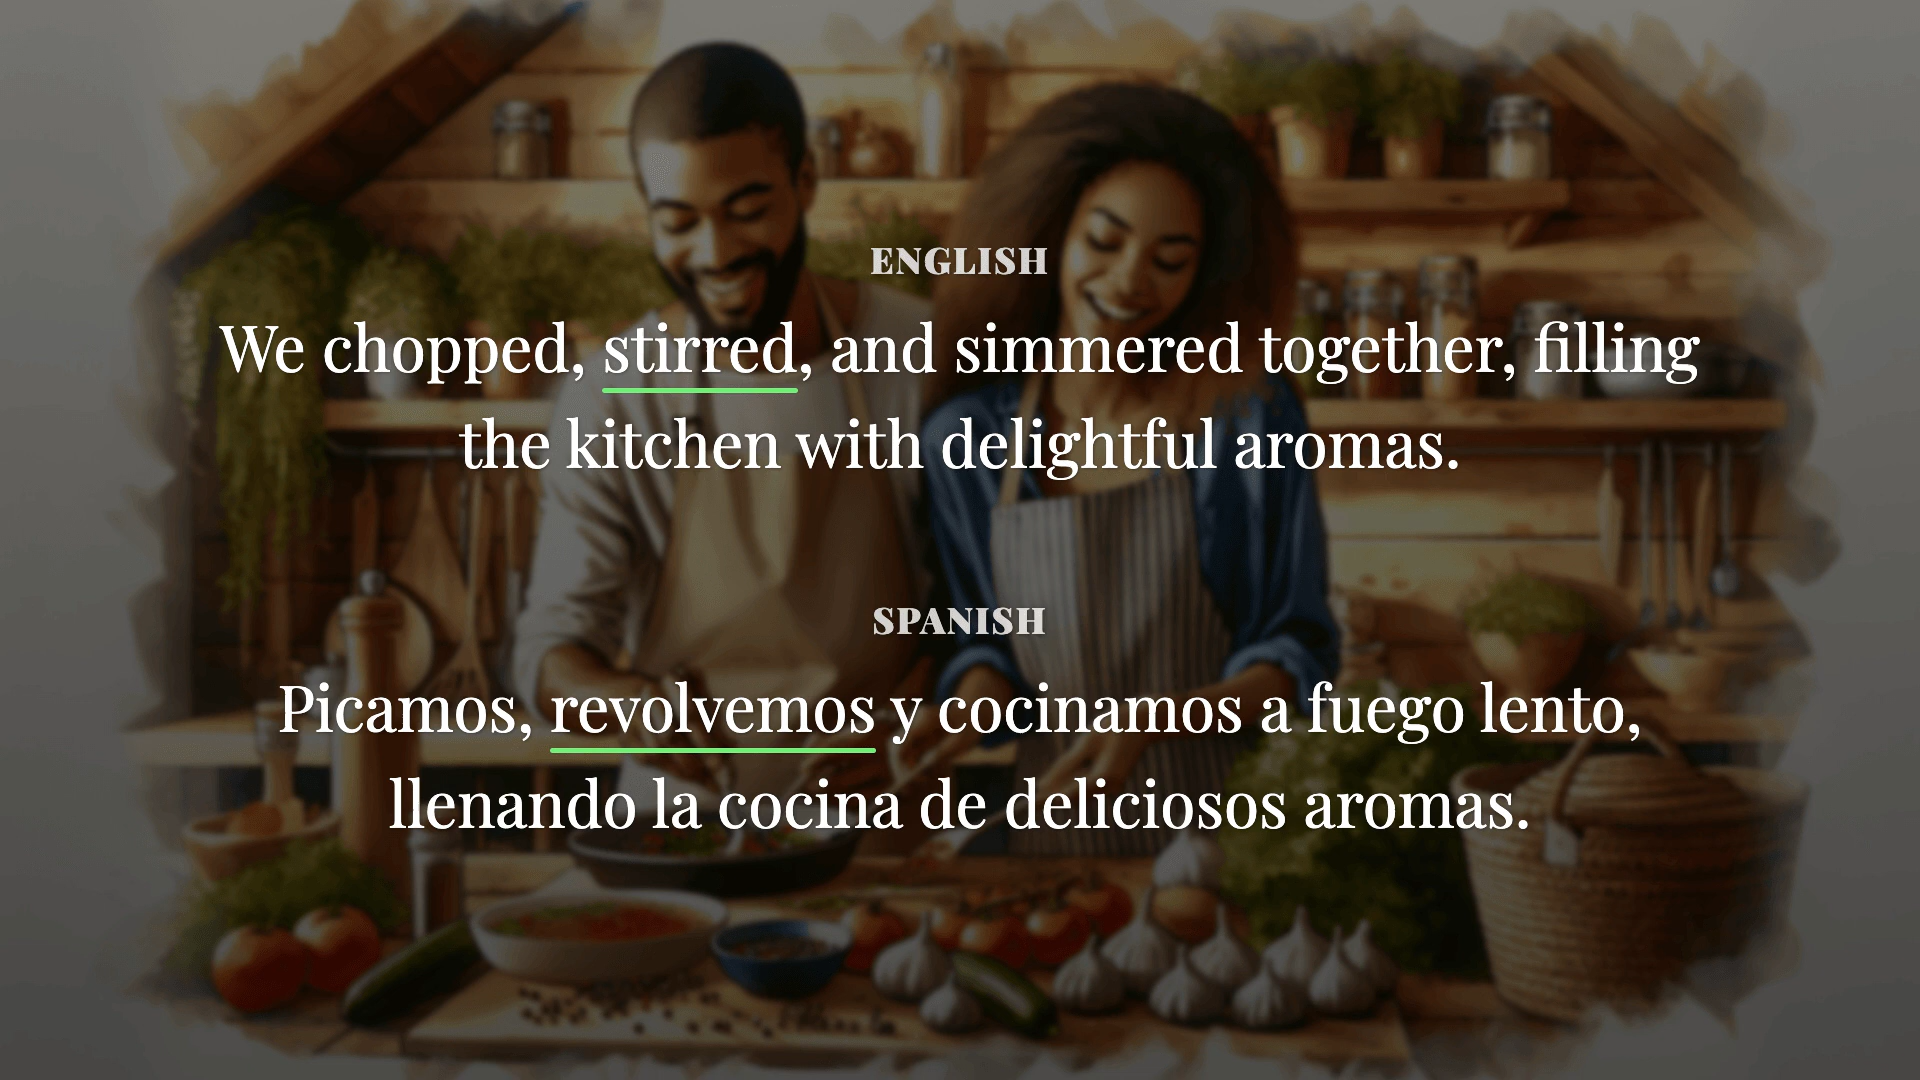 ENGLISH
We chopped, stirred, and simmered together, filling
the kitchen with delightful aromas.
SPANISH
Picamos, revolvemos y cocinamos a fuego lento,
llenando la cocina de deliciosos aromas.